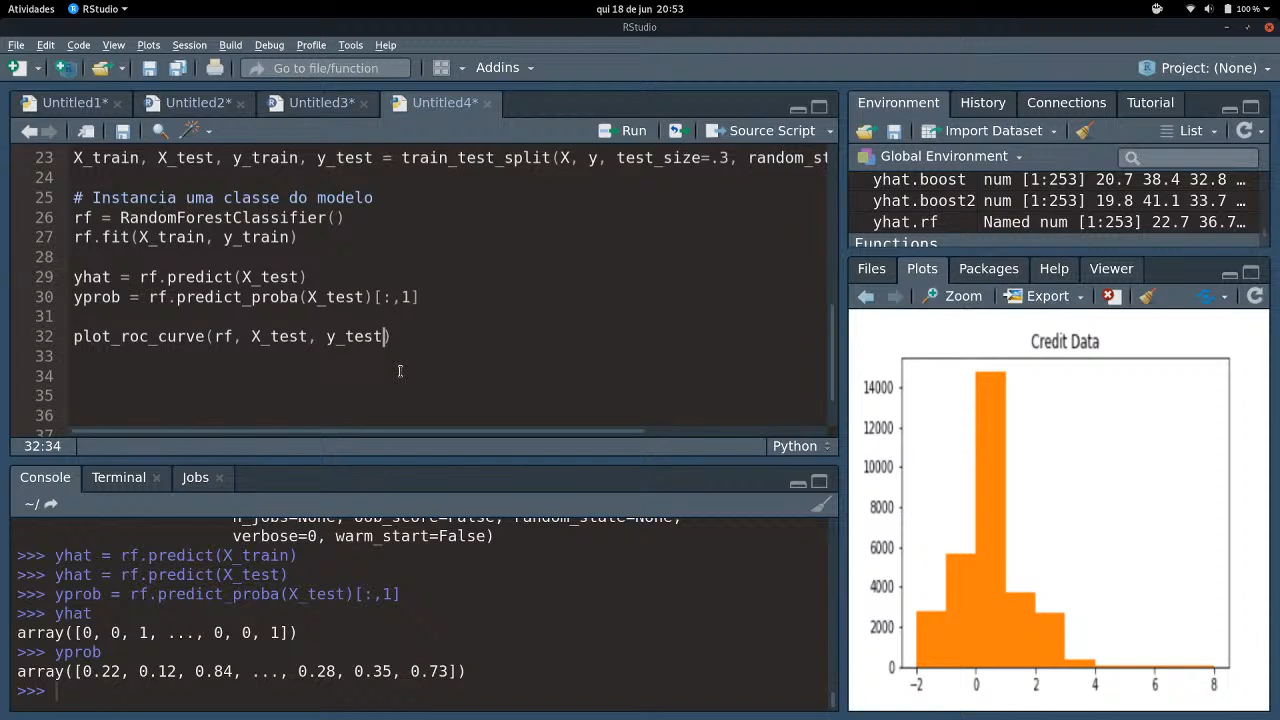 Atividades RStudio qui 18 de jun 20:53 100 %
RStudio
File Edit Code View Plots Session Build Debug Profile Tools Help
Go to file/function Addins Project: (None)
Untitled1* Untitled2* Untitled3* Untitled4*
Run Source Script
23 X_train, X_test, y_train, y_test = train_test_split(X, y, test_size=.3, random_st
24
25 # Instancia uma classe do modelo
26 rf = RandomForestClassifier()
27 rf.fit(X_train, y_train)
28
29 yhat = rf.predict(X_test)
30 yprob = rf.predict_proba(X_test)[:,1]
31
32 plot_roc_curve(rf, X_test, y_test)
33
34
35
36
37
32:34 Python
Console Terminal Jobs
~/
n_jobs=None, oob_score=False, random_state=None,
verbose=0, warm_start=False)
>>> yhat = rf.predict(X_train)
>>> yhat = rf.predict(X_test)
>>> yprob = rf.predict_proba(X_test)[:,1]
>>> yhat
array([0, 0, 1, ..., 0, 0, 1])
>>> yprob
array([0.22, 0.12, 0.84, ..., 0.28, 0.35, 0.73])
>>>
Environment History Connections Tutorial
Import Dataset List
Global Environment
yhat.boost num [1:253] 20.7 38.4 32.8 …
yhat.boost2 num [1:253] 19.8 41.1 33.7 …
yhat.rf Named num [1:253] 22.7 36.7…
Functions
Files Plots Packages Help Viewer
Zoom Export
Credit Data
14000
12000
10000
8000
6000
4000
2000
0
−2 0 2 4 6 8